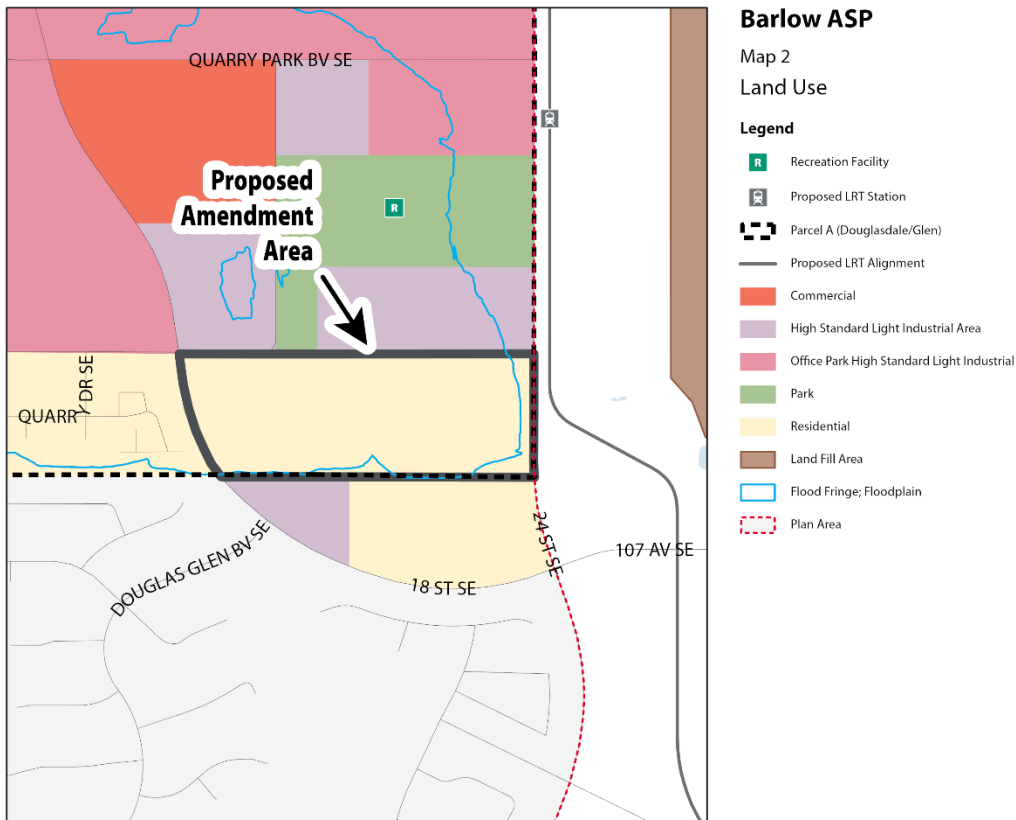 Barlow ASP
Map 2
Land Use
Legend
R
Recreation Facility
Proposed LRT Station
Parcel A (Douglasdale/Glen)
Proposed LRT Alignment
Commercial
High Standard Light Industrial Area
Office Park High Standard Light Industrial
Park
Residential
Land Fill Area
Flood Fringe; Floodplain
Plan Area
QUARRY PARK BV SE
Proposed
Amendment
Area
R
QUARRY DR SE
24 ST SE
107 AV SE
DOUGLAS GLEN BV SE
18 ST SE